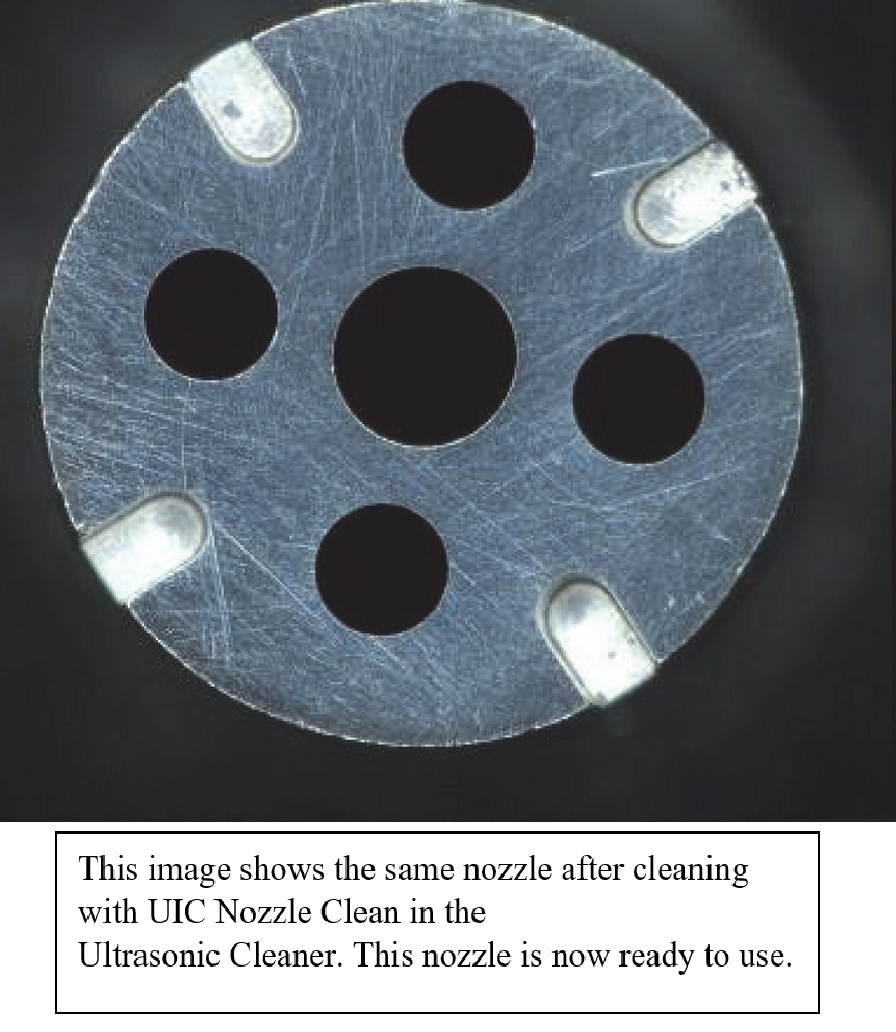 This image shows the same nozzle after cleaning
with UIC Nozzle Clean in the
Ultrasonic Cleaner. This nozzle is now ready to use.